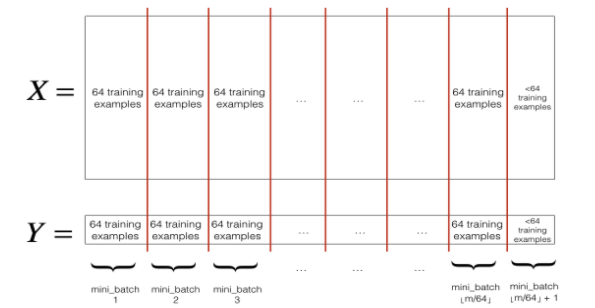 X =
64 training
examples
64 training
examples
64 training
examples
...
...
...
64 training
examples
<64
training
examples
Y =
64 training
examples
64 training
examples
64 training
examples
...
...
...
64 training
examples
<64
training
examples
mini_batch
1
mini_batch
2
mini_batch
3
...
...
...
mini_batch
⌊m/64⌋
mini_batch
⌊m/64⌋ + 1